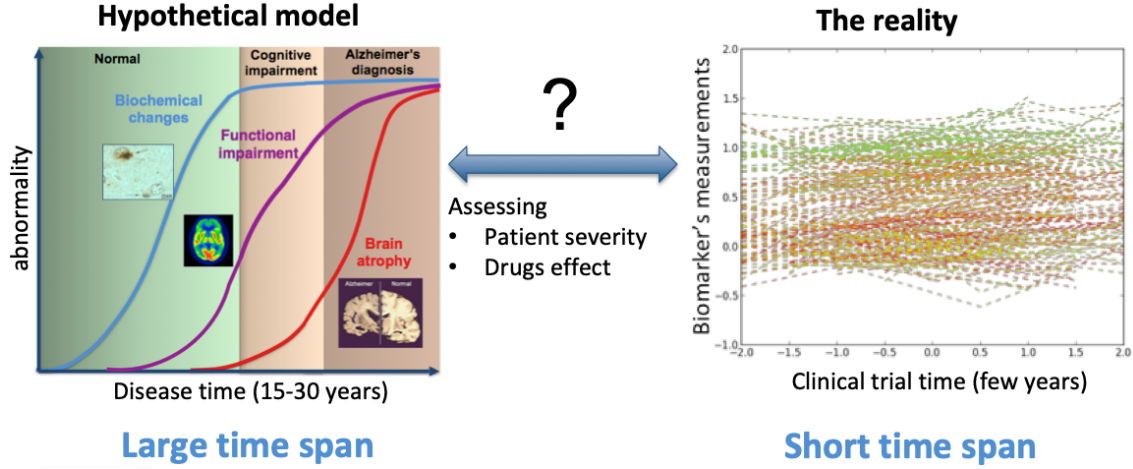 Hypothetical model
Normal
Cognitive
impairment
Alzheimer's
diagnosis
Biochemical
changes
Functional
impairment
Brain
atrophy
Alzheimer
Normal
abnormality
Disease time (15-30 years)
Large time span
?
Assessing
• Patient severity
• Drugs effect
The reality
Biomarker's measurements
2.0
1.5
1.0
0.5
0.0
−0.5
−1.0
−2.0 −1.5 −1.0 −0.5 0.0 0.5 1.0 1.5 2.0
Clinical trial time (few years)
Short time span